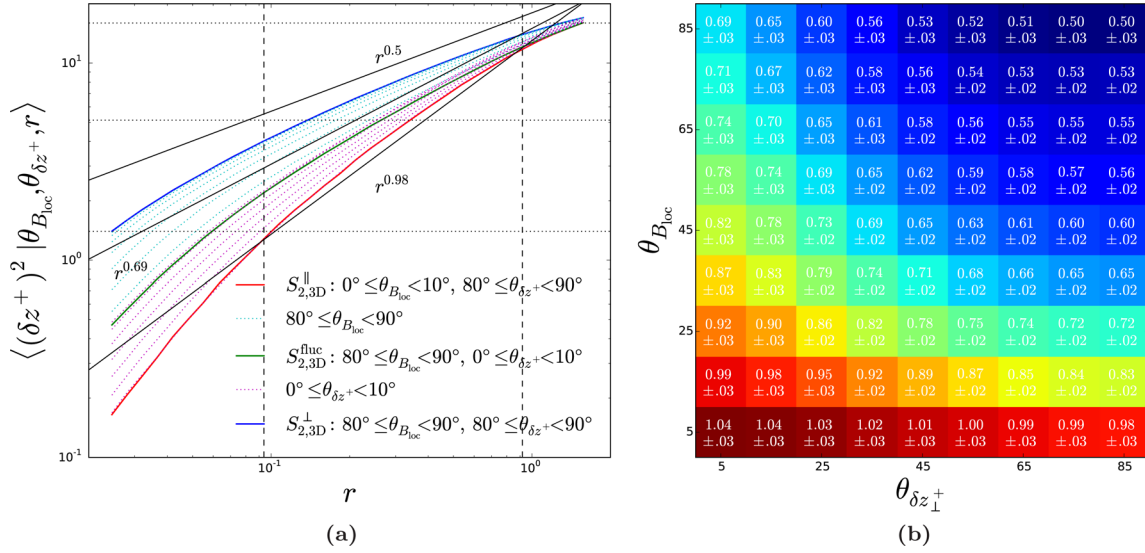 10¹
10⁰
10⁻¹
⟨(δz⁺)² |θ_{B_loc}, θ_{δz⁺}, r⟩
r^{0.5}
r^{0.98}
r^{0.69}
S^{∥}_{2,3D}: 0° ≤θ_{B_loc}<10°, 80° ≤θ_{δz⁺}<90°
80° ≤θ_{B_loc}<90°
S^{fluc}_{2,3D}: 80° ≤θ_{B_loc}<90°, 0° ≤θ_{δz⁺}<10°
0° ≤θ_{δz⁺}<10°
S^{⊥}_{2,3D}: 80° ≤θ_{B_loc}<90°, 80° ≤θ_{δz⁺}<90°
10⁻¹ 10⁰
r
(a)
θ_{B_loc}
85 0.69 0.65 0.60 0.56 0.53 0.52 0.51 0.50 0.50
±.03 ±.03 ±.03 ±.03 ±.03 ±.03 ±.03 ±.03 ±.03
0.71 0.67 0.62 0.58 0.56 0.54 0.53 0.53 0.53
±.03 ±.03 ±.03 ±.03 ±.03 ±.02 ±.02 ±.02 ±.02
65 0.74 0.70 0.65 0.61 0.58 0.56 0.56 0.55 0.55
±.03 ±.03 ±.03 ±.03 ±.02 ±.02 ±.02 ±.02 ±.02
0.78 0.74 0.69 0.65 0.62 0.59 0.58 0.57 0.56
±.03 ±.03 ±.03 ±.02 ±.02 ±.02 ±.02 ±.02 ±.02
45 0.82 0.78 0.73 0.69 0.65 0.63 0.61 0.60 0.60
±.03 ±.03 ±.02 ±.02 ±.02 ±.02 ±.02 ±.02 ±.02
0.87 0.83 0.79 0.74 0.71 0.68 0.66 0.65 0.65
±.03 ±.03 ±.02 ±.02 ±.02 ±.02 ±.02 ±.02 ±.02
25 0.92 0.90 0.86 0.82 0.78 0.75 0.74 0.72 0.72
±.03 ±.03 ±.02 ±.02 ±.02 ±.02 ±.02 ±.02 ±.02
0.99 0.98 0.95 0.92 0.89 0.87 0.85 0.84 0.83
±.03 ±.03 ±.03 ±.03 ±.02 ±.02 ±.02 ±.02 ±.02
5 1.04 1.04 1.03 1.02 1.01 1.00 0.99 0.99 0.98
±.03 ±.03 ±.03 ±.03 ±.03 ±.03 ±.03 ±.03 ±.03
5 25 45 65 85
θ_{δz⊥⁺}
(b)